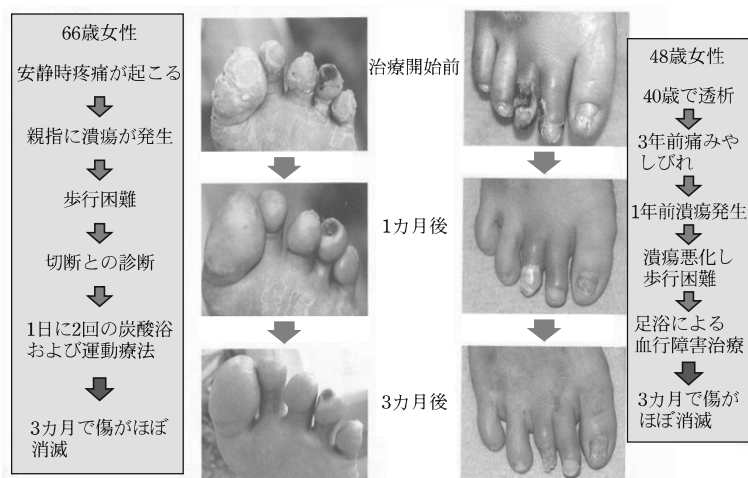 66歳女性
安静時疼痛が起こる
親指に潰瘍が発生
歩行困難
切断との診断
1日に2回の炭酸浴
および運動療法
3カ月で傷がほぼ
消滅
治療開始前
1カ月後
3カ月後
48歳女性
40歳で透析
3年前痛みや
しびれ
1年前潰瘍発生
潰瘍悪化し
歩行困難
足浴による
血行障害治療
3カ月で傷が
ほぼ消滅